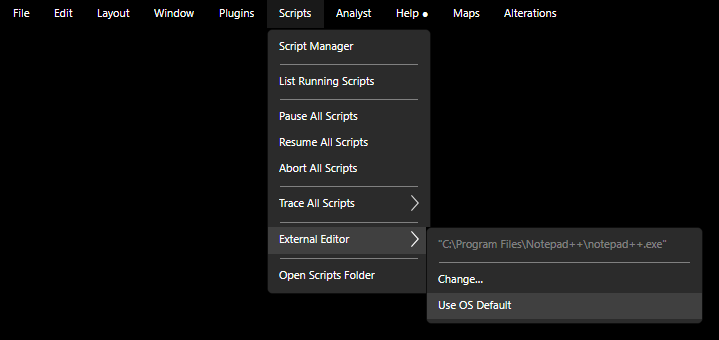 File Edit Layout Window Plugins Scripts Analyst Help ● Maps Alterations
Script Manager
List Running Scripts
Pause All Scripts
Resume All Scripts
Abort All Scripts
Trace All Scripts
External Editor
"C:\Program Files\Notepad++\notepad++.exe"
Change...
Use OS Default
Open Scripts Folder